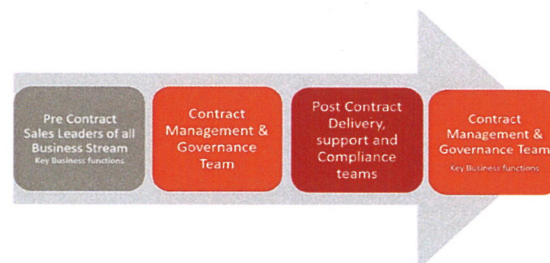 Pre Contract
Sales Leaders of all
Business Stream
Key Business functions
Contract
Management &
Governance
Team
Post Contract
Delivery,
support and
Compliance
teams
Contract
Management &
Governance Team
Key Business functions